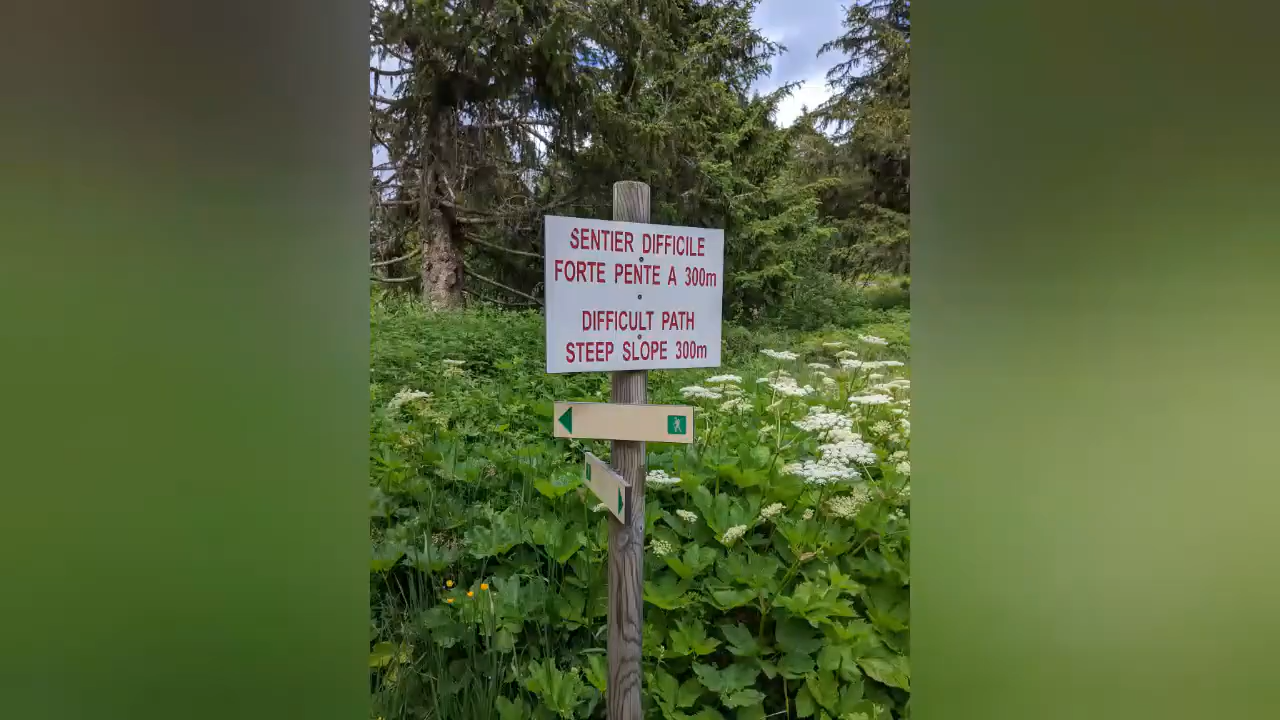 SENTIER DIFFICILE
FORTE PENTE A 300m
DIFFICULT PATH
STEEP SLOPE 300m